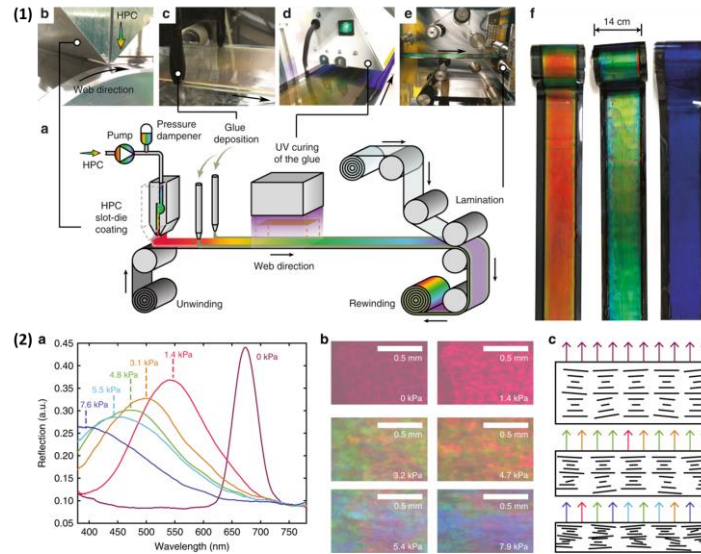 (1)
b
HPC
Web direction
c
d
e
f
14 cm
a
Pump
Pressure
dampener
HPC
Glue
deposition
UV curing
of the glue
Lamination
HPC
slot-die
coating
Web direction
Unwinding
Rewinding
(2)
a
0.45
0.40
0.35
0.30
0.25
0.20
0.15
0.10
0.05
Reflection (a.u.)
7.6 kPa
5.5 kPa
4.8 kPa
3.1 kPa
1.4 kPa
0 kPa
400
450
500
550
600
650
700
750
Wavelength (nm)
b
0.5 mm
0 kPa
0.5 mm
1.4 kPa
0.5 mm
3.2 kPa
0.5 mm
4.7 kPa
0.5 mm
5.4 kPa
0.5 mm
7.9 kPa
c